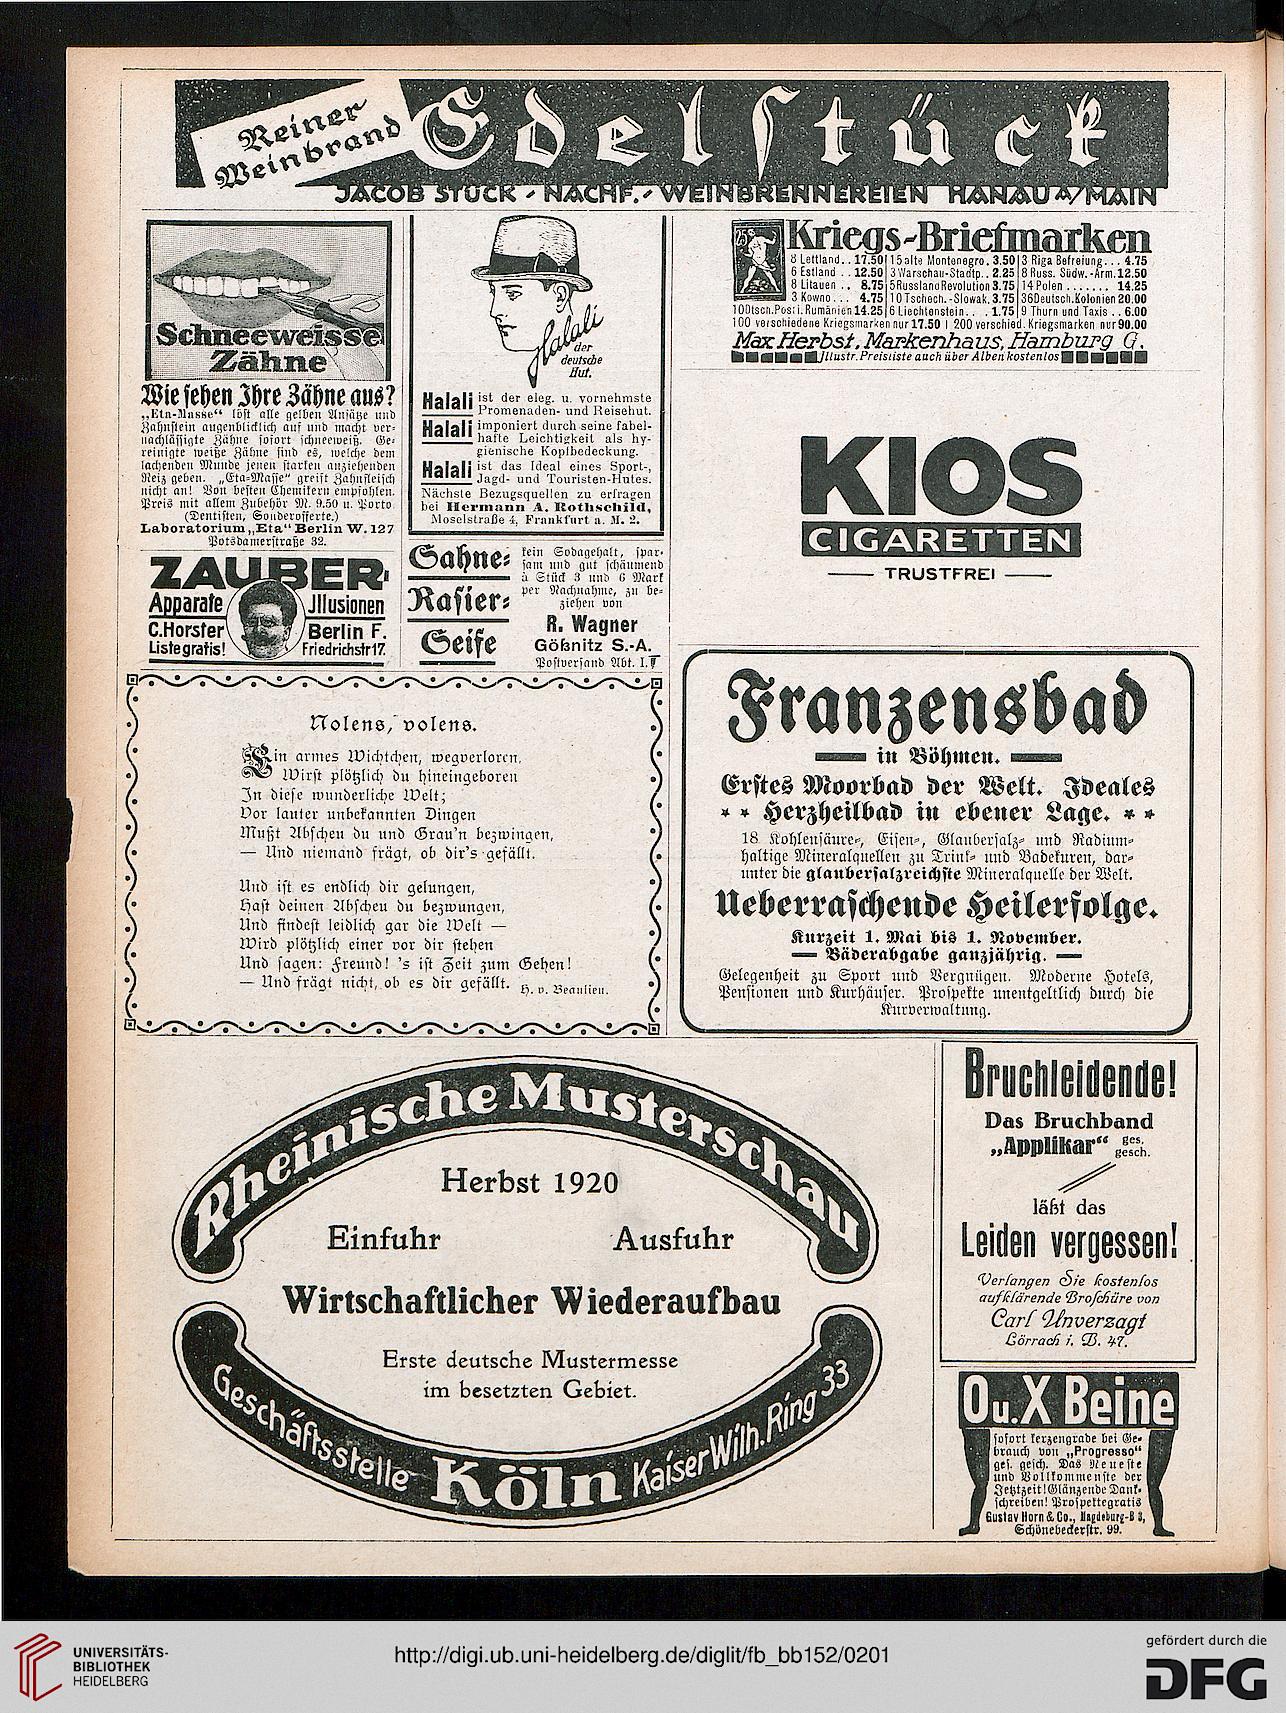 Reiner
Weinbrand
Edelstück
JACOB STÜCK - NACHF. - WEINBRENNEREIEN HANAU a/MAIN
Schneeweisse
Zähne
Wie sehen Ihre Zähne aus?
„Eta-Masse“ löst alle gelben Ansätze und
Zahnstein augenblicklich auf und macht ver-
nachlässigte Zähne sofort schneeweiß. Ge-
reinigte weiße Zähne sind es, welche dem
lachenden Munde jenen starken anziehenden
Reiz geben. „Eta-Masse“ greift Zahnfleisch
nicht an! Von besten Chemikern empfohlen.
Preis mit allem Zubehör M. 9.50 u. Porto.
(Dentisten, Sonderofferte.)
Laboratorium „Eta“ Berlin W. 127
Potsdamerstraße 32.
ZAUBER-
Apparate Jllusionen
C. Horster Berlin F.
Liste gratis! Friedrichstr 17.
Halali
der
deutsche
Hut.
Halali ist der eleg. u. vornehmste
Promenaden- und Reisehut.
Halali imponiert durch seine fabel-
hafte Leichtigkeit als hy-
gienische Kopfbedeckung.
Halali ist das Ideal eines Sport-,
Jagd- und Touristen-Hutes.
Nächste Bezugsquellen zu erfragen
bei Hermann A. Rothschild,
Moselstraße 4, Frankfurt a. M. 2.
Sahne-
Rasier-
Seife
kein Sodagehalt, spar-
sam und gut schäumend
à Stück 3 und 6 Mark
per Nachnahme, zu be-
ziehen von
R. Wagner
Gößnitz S.-A.
Postversand Abt. I.
25
Kriegs-Briefmarken
8 Lettland.. 17.50 | 15 alte Montenegro. 3.50 | 3 Riga Befreiung... 4.75
6 Estland .. 12.50 | 3 Warschau-Stadtp.. 2.25 | 8 Russ. Südw.-Arm. 12.50
8 Litauen .. 8.75 | 5 Russland Revolution 3.75 | 14 Polen ....... 14.25
3 Kowno... 4.75 | 10 Tschech.-Slowak. 3.75 | 36 Deutsch. Kolonien 20.00
10 Dtsch. Post i. Rumänien 14.25 | 6 Liechtenstein... 1.75 | 9 Thurn und Taxis .. 6.00
100 verschiedene Kriegsmarken nur 17.50 | 200 verschied. Kriegsmarken nur 90.00
Max Herbst, Markenhaus, Hamburg G.
Jllustr. Preisliste auch über Alben kostenlos
KIOS
CIGARETTEN
TRUSTFREI
Nolens, volens.
Ein armes Wichtchen, wegverloren,
Wirst plötzlich du hineingeboren
In diese wunderliche Welt;
Vor lauter unbekannten Dingen
Mußt Abscheu du und Grau'n bezwingen,
— Und niemand frägt, ob dir's gefällt.
Und ist es endlich dir gelungen,
Hast deinen Abscheu du bezwungen,
Und findest leidlich gar die Welt —
Wird plötzlich einer vor dir stehen
Und sagen: Freund! 's ist Zeit zum Gehen!
— Und frägt nicht, ob es dir gefällt.
H. v. Beaulieu.
Franzensbad
in Böhmen.
Erstes Moorbad der Welt. Ideales
* * Herzheilbad in ebener Lage. * *
18 Kohlensäure-, Eisen-, Glaubersalz- und Radium-
haltige Mineralquellen zu Trink- und Badekuren, dar-
unter die glaubersalzreichste Mineralquelle der Welt.
Ueberraschende Heilerfolge.
Kurzeit 1. Mai bis 1. November.
— Bäderabgabe ganzjährig. —
Gelegenheit zu Sport und Vergnügen. Moderne Hotels,
Pensionen und Kurhäuser. Prospekte unentgeltlich durch die
Kurverwaltung.
Rheinische Musterschau
Herbst 1920
Einfuhr Ausfuhr
Wirtschaftlicher Wiederaufbau
Erste deutsche Mustermesse
im besetzten Gebiet.
Geschäftsstelle Köln Kaiser Wilh. Ring 33
Bruchleidende!
Das Bruchband
„Applikar“ ges. gesch.
läßt das
Leiden vergessen!
Verlangen Sie kostenlos
aufklärende Broschüre von
Carl Unverzagt
Lörrach i. B. 47.
O u. X Beine
sofort kerzengrade bei Ge-
brauch von „Progresso“
ges. gesch. Das Neueste
und Vollkommenste der
Jetztzeit! Glänzende Dank-
schreiben! Prospekte gratis
Gustav Horn & Co., Magdeburg-B 3,
Schönebeckerstr. 99.
UNIVERSITÄTS-
BIBLIOTHEK
HEIDELBERG
http://digi.ub.uni-heidelberg.de/diglit/fb_bb152/0201
gefördert durch die
DFG